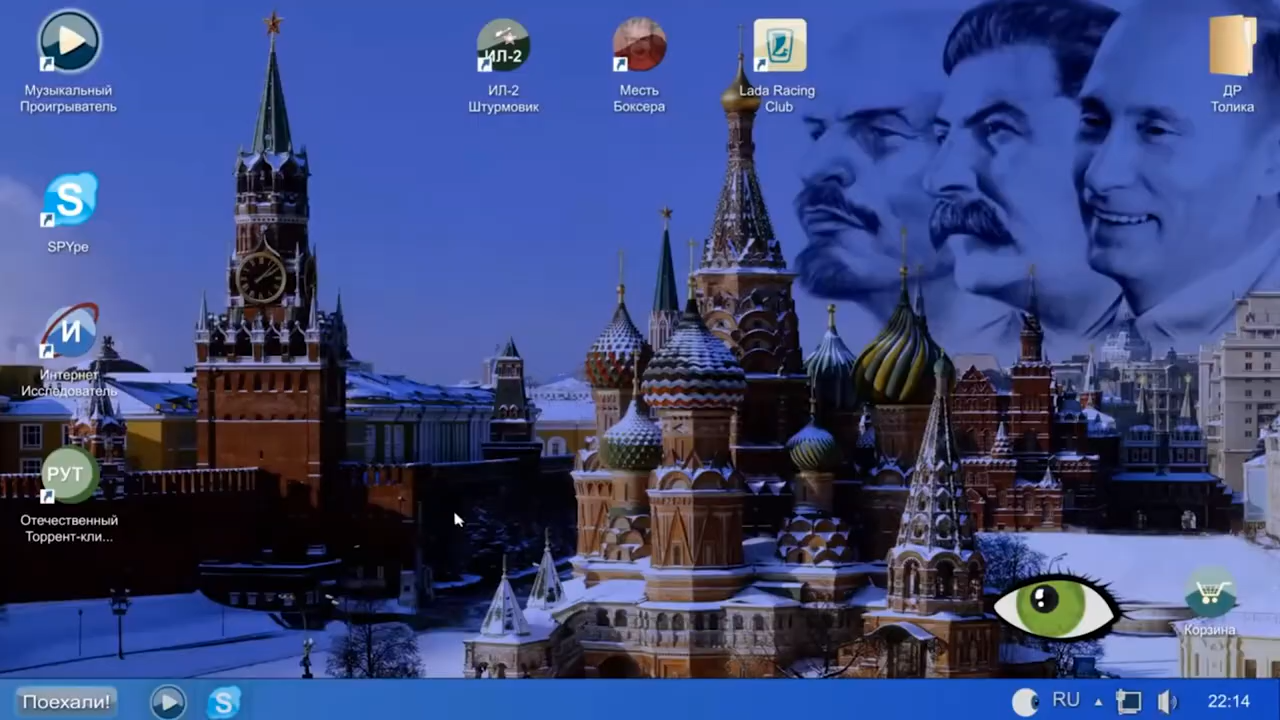 Музыкальный
Проигрыватель
ИЛ-2
ИЛ-2
Штурмовик
Месть
Боксера
Lada Racing
Club
ДР
Толика
S
SPYpe
И
Интернет
Исследователь
РУТ
Отечественный
Торрент-кли...
Корзина
Поехали!
S
RU
22:14